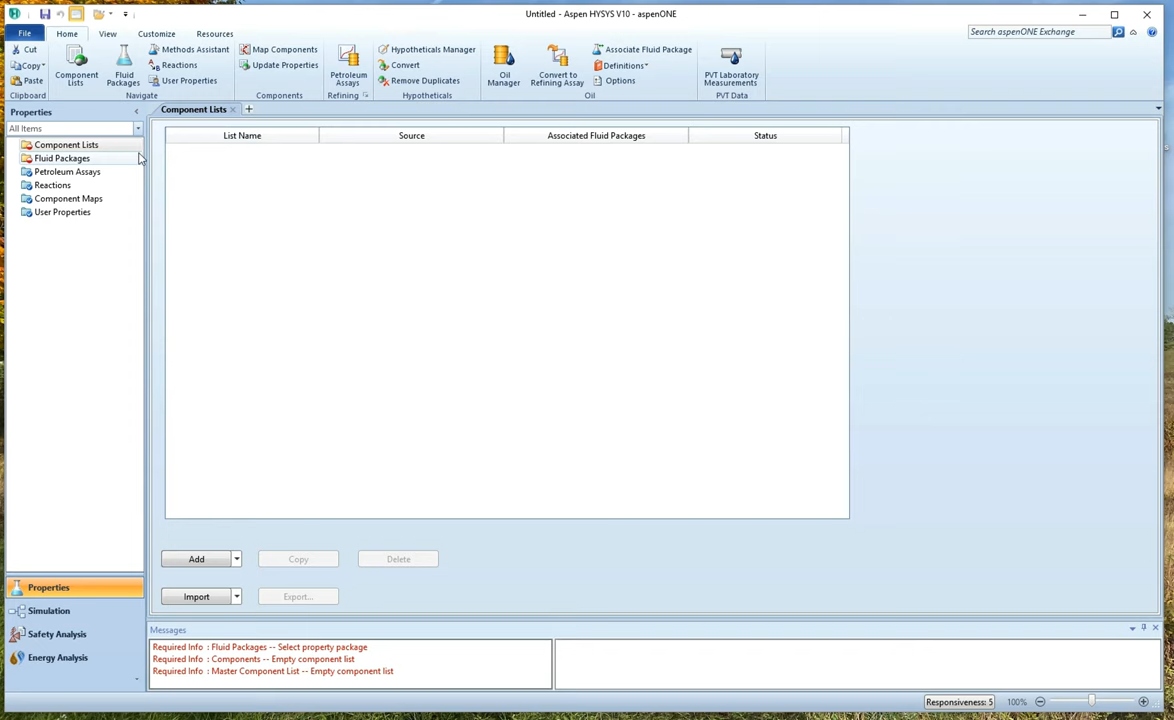 Untitled - Aspen HYSYS V10 - aspenONE
File Home View Customize Resources
Search aspenONE Exchange
Cut
Copy
Paste
Clipboard
Component Lists
Fluid Packages
Methods Assistant
Reactions
User Properties
Navigate
Map Components
Update Properties
Components
Petroleum Assays
Refining
Hypotheticals Manager
Convert
Remove Duplicates
Hypotheticals
Oil Manager
Convert to Refining Assay
Associate Fluid Package
Definitions
Options
Oil
PVT Laboratory Measurements
PVT Data
Properties
All Items
Component Lists
Fluid Packages
Petroleum Assays
Reactions
Component Maps
User Properties
Properties
Simulation
Safety Analysis
Energy Analysis
Component Lists
List Name Source Associated Fluid Packages Status
Add Copy Delete
Import Export...
Messages
Required Info : Fluid Packages -- Select property package
Required Info : Components -- Empty component list
Required Info : Master Component List -- Empty component list
Responsiveness: 5 100%